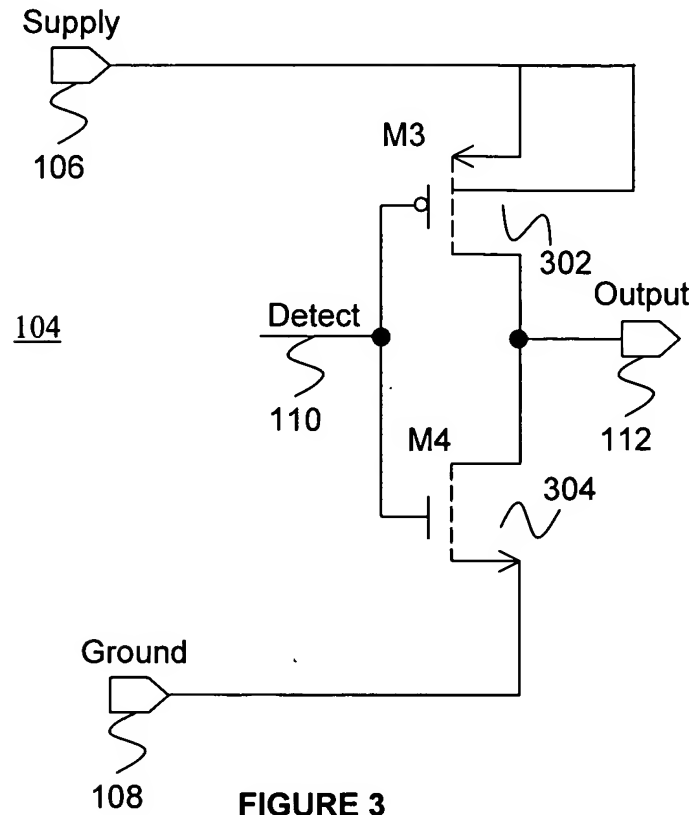 Supply
106
M3
302
Output
104
Detect
110
112
M4
304
Ground
108
FIGURE 3